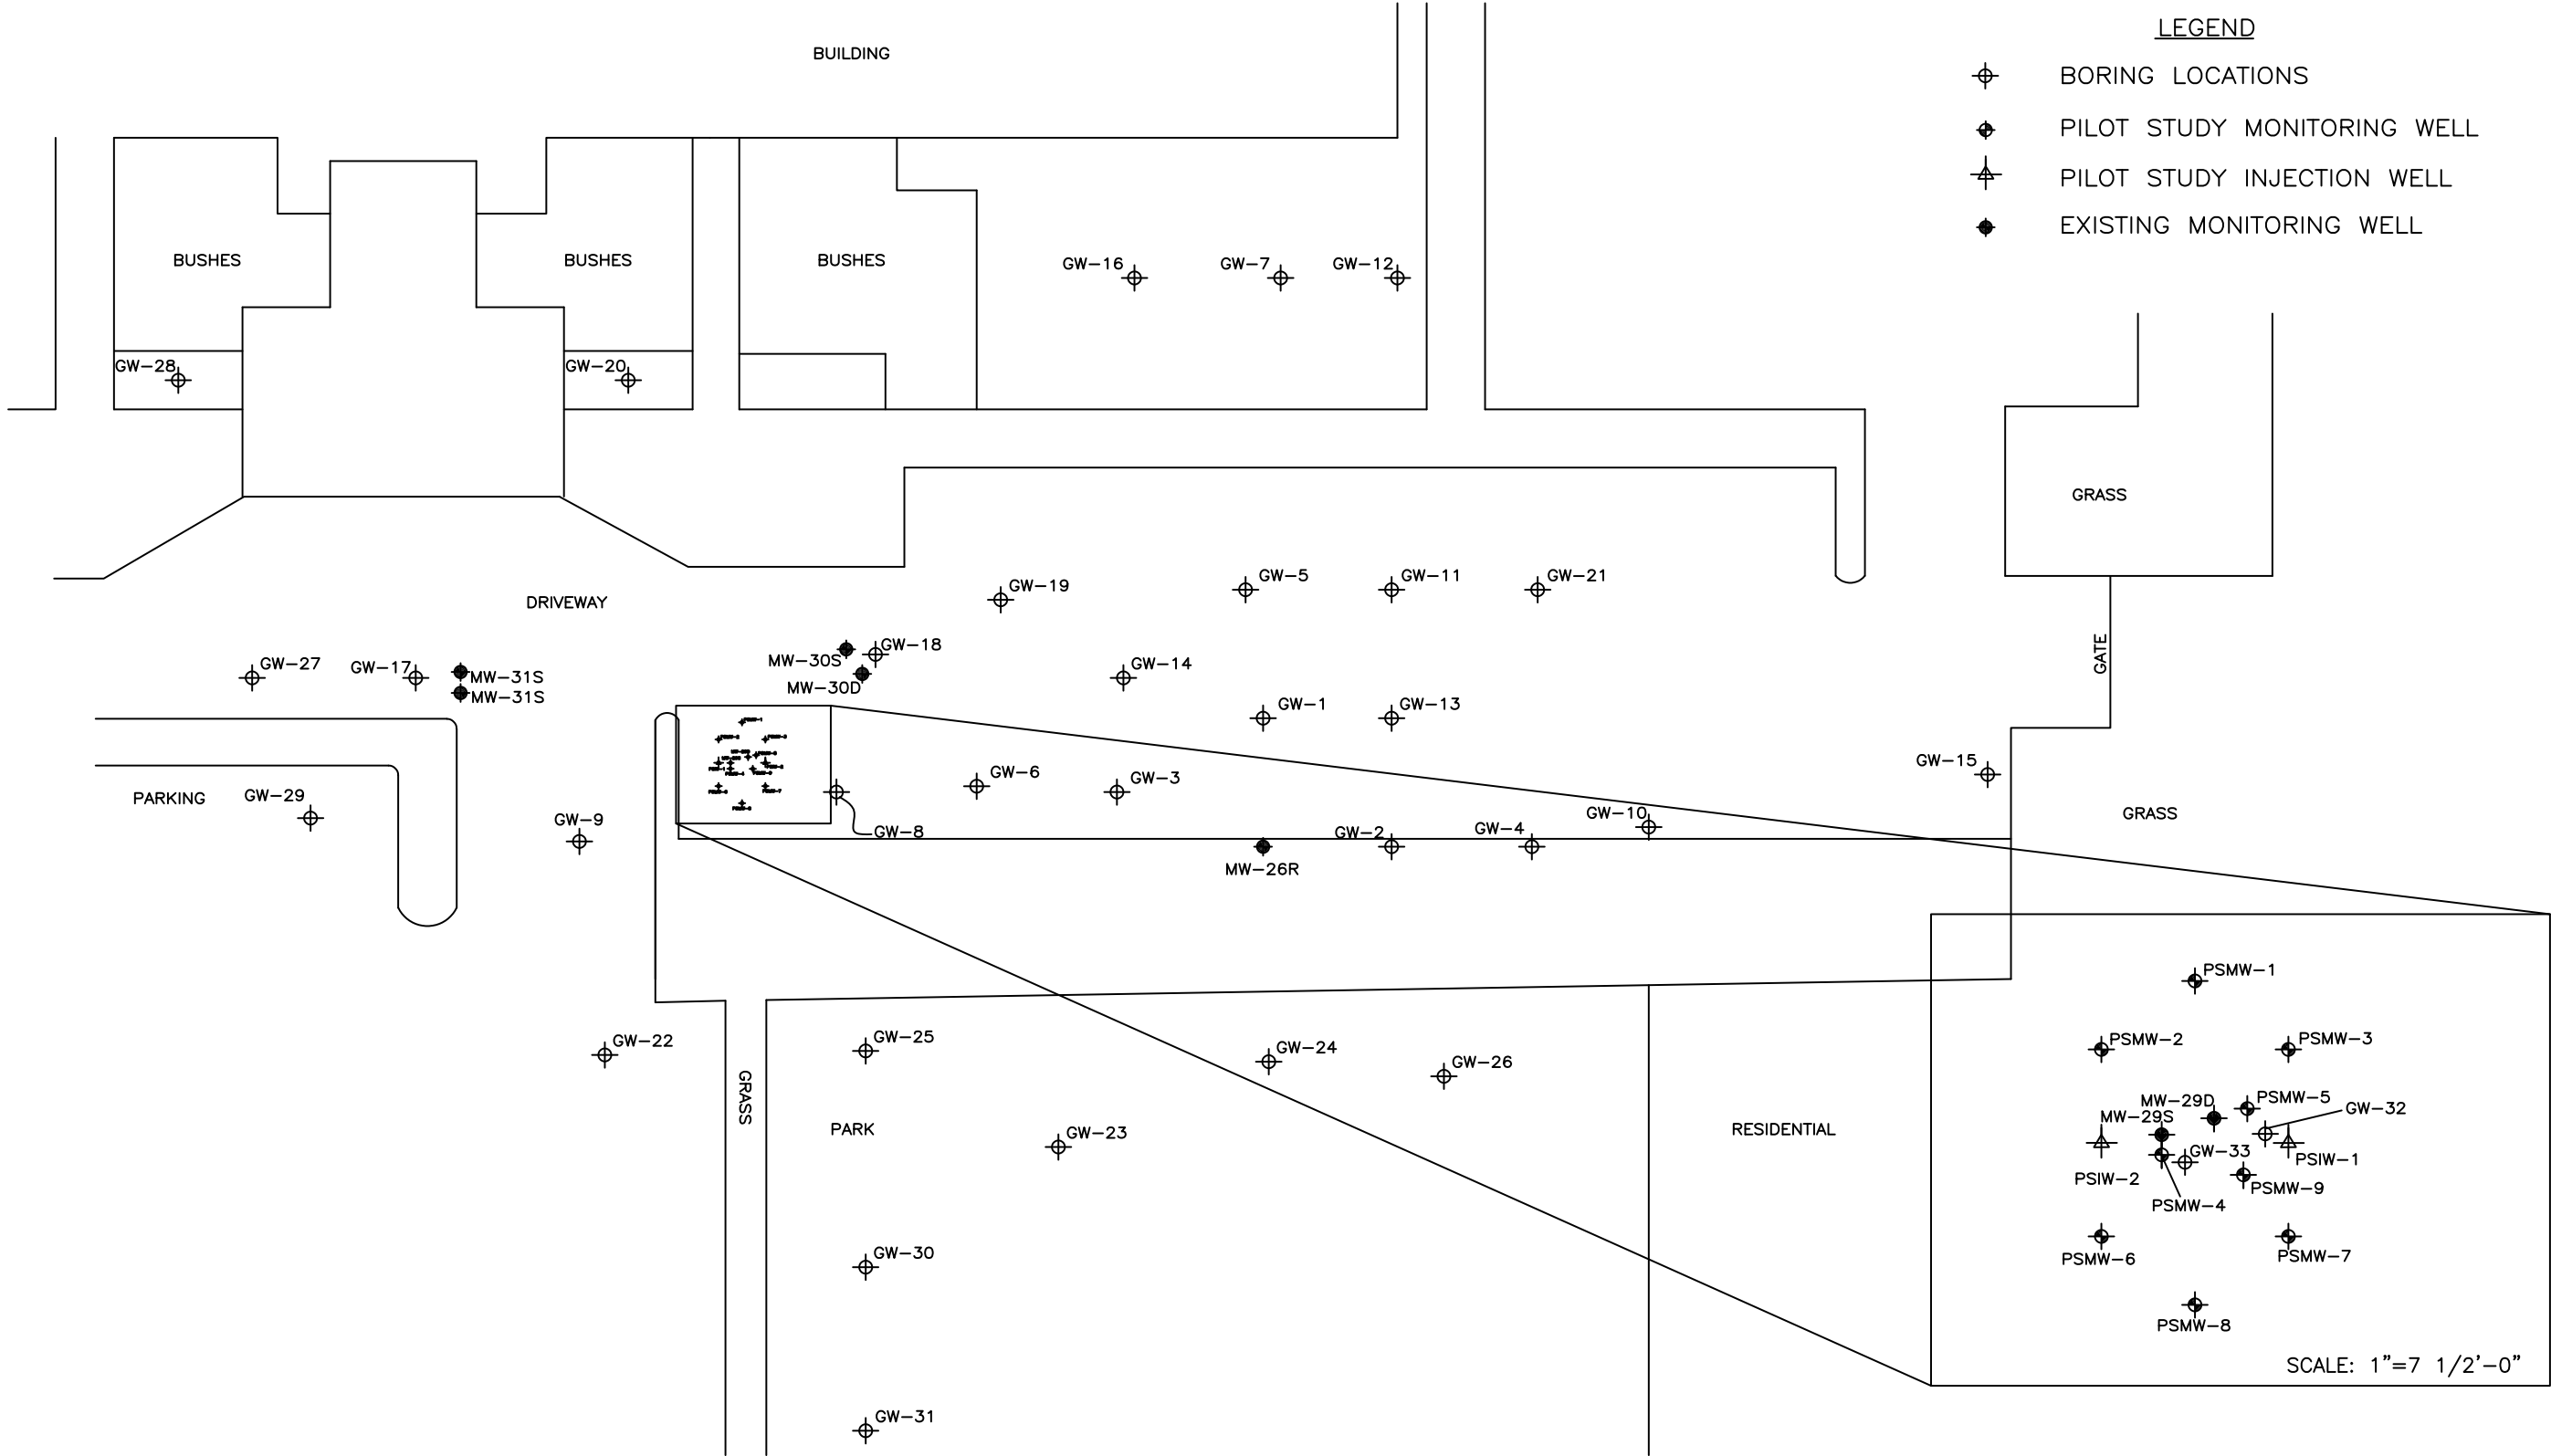 LEGEND
BORING LOCATIONS
PILOT STUDY MONITORING WELL
PILOT STUDY INJECTION WELL
EXISTING MONITORING WELL
BUILDING
BUSHES
BUSHES
BUSHES
GW-16
GW-7
GW-12
GW-28
GW-20
GRASS
DRIVEWAY
GW-19
GW-5
GW-11
GW-21
GATE
GW-27
GW-17
MW-31S
MW-31S
MW-30S
GW-18
MW-30D
GW-14
GW-1
GW-13
GW-15
PARKING
GW-29
GW-9
GW-8
GW-6
GW-3
GW-10
GW-2
GW-4
MW-26R
GRASS
GW-22
GRASS
GW-25
GW-24
GW-26
PARK
GW-23
RESIDENTIAL
GW-30
GW-31
PSMW-1
PSMW-2
PSMW-3
MW-29D
PSMW-5
GW-32
MW-29S
GW-33
PSIW-1
PSIW-2
PSMW-9
PSMW-4
PSMW-6
PSMW-7
PSMW-8
SCALE: 1"=7 1/2'-0"